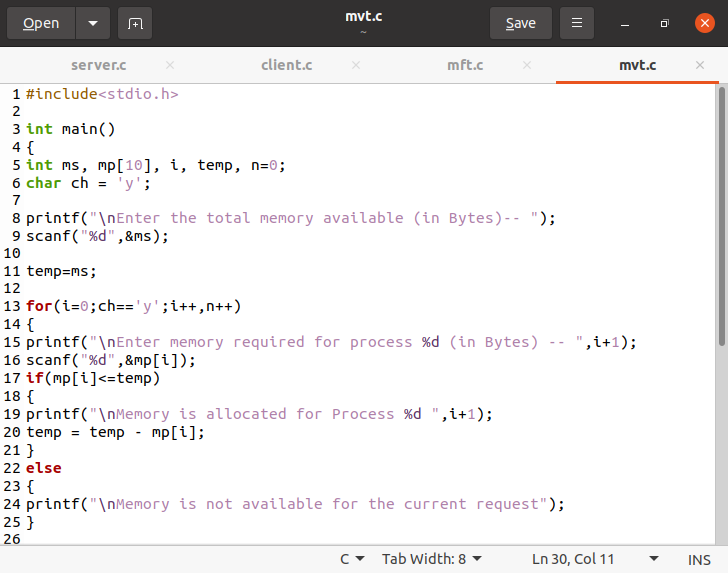 Open
mvt.c
~
Save
server.c ×
client.c ×
mft.c ×
mvt.c ×
1 #include<stdio.h>
2
3 int main()
4 {
5 int ms, mp[10], i, temp, n=0;
6 char ch = 'y';
7
8 printf("\nEnter the total memory available (in Bytes)-- ");
9 scanf("%d",&ms);
10
11 temp=ms;
12
13 for(i=0;ch=='y';i++,n++)
14 {
15 printf("\nEnter memory required for process %d (in Bytes) -- ",i+1);
16 scanf("%d",&mp[i]);
17 if(mp[i]<=temp)
18 {
19 printf("\nMemory is allocated for Process %d ",i+1);
20 temp = temp - mp[i];
21 }
22 else
23 {
24 printf("\nMemory is not available for the current request");
25 }
26
C Tab Width: 8 Ln 30, Col 11 INS